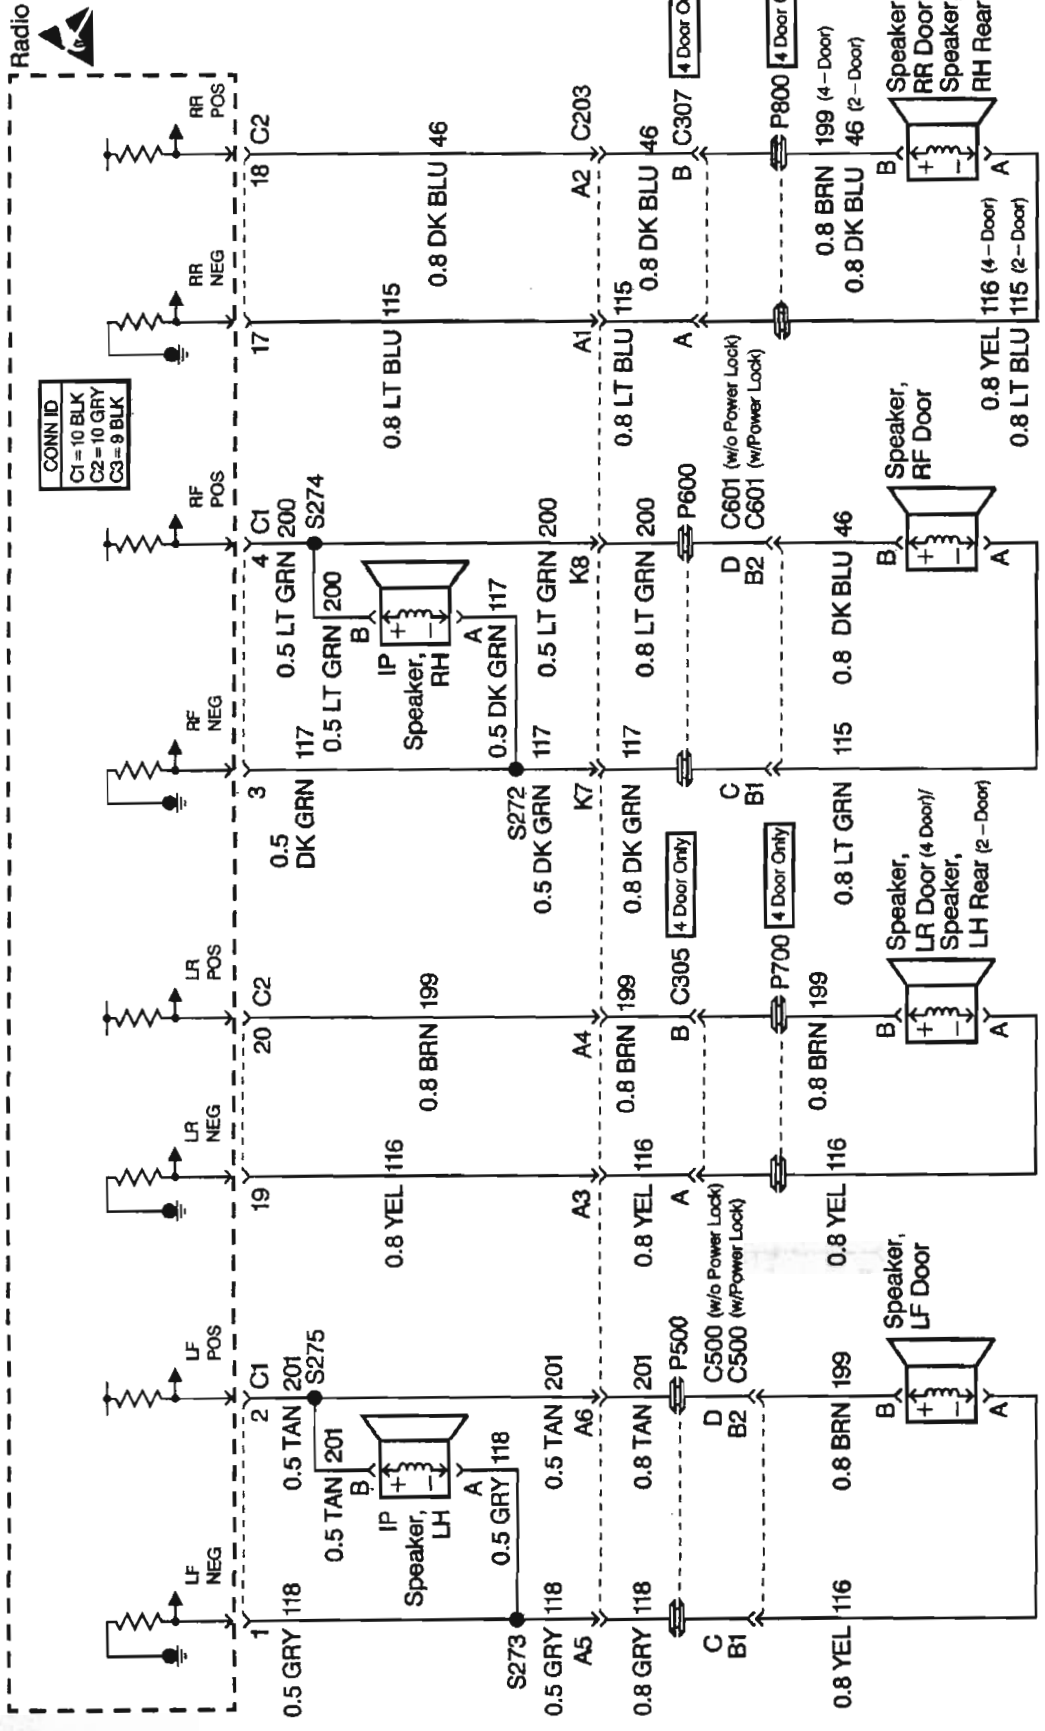 Radio
LF NEG
LF POS
LR NEG
LR POS
RF NEG
RF POS
RR NEG
RR POS
CONN ID
C1=10 BLK
C2=10 GRY
C3=9 BLK
1
2
C1
19
20
C2
3
4
C1
17
18
C2
0.5 GRY 118
0.5 TAN 201
S275
0.5 TAN 201
B
+
−
A
IP
Speaker,
LH
0.5 GRY 118
S273
0.5 GRY 118
0.5 TAN 201
A5
A6
0.8 GRY 118
0.8 TAN 201
P500
C
B1
D
B2
C500 (w/o Power Lock)
C500 (w/Power Lock)
0.8 YEL 116
0.8 BRN 199
B
+
−
A
Speaker,
LF Door
0.8 YEL 116
0.8 BRN 199
A3
A4
0.8 YEL 116
0.8 BRN 199
A
B
C305
4 Door Only
P700
4 Door Only
0.8 YEL 116
0.8 BRN 199
B
+
−
A
Speaker,
LR Door (4 Door)/
Speaker,
LH Rear (2-Door)
0.5
DK GRN
117
0.5 LT GRN 200
S274
0.5 LT GRN 200
B
+
−
A
IP
Speaker,
RH
0.5 DK GRN 117
S272
0.5 DK GRN 117
0.5 LT GRN 200
K7
K8
0.8 DK GRN 117
0.8 LT GRN 200
P600
C
B1
D
B2
C601 (w/o Power Lock)
C601 (w/Power Lock)
0.8 LT GRN 115
0.8 DK BLU 46
B
+
−
A
Speaker,
RF Door
0.8 LT BLU 115
0.8 DK BLU 46
A1
A2
C203
0.8 LT BLU 115
0.8 DK BLU 46
A
B
C307
4 Door
P800
4 Door
0.8 BRN 199 (4-Door)
0.8 DK BLU 46 (2-Door)
B
+
−
A
Speaker
RR Door
Speaker
RH Rear
0.8 YEL 116 (4-Door)
0.8 LT BLU 115 (2-Door)